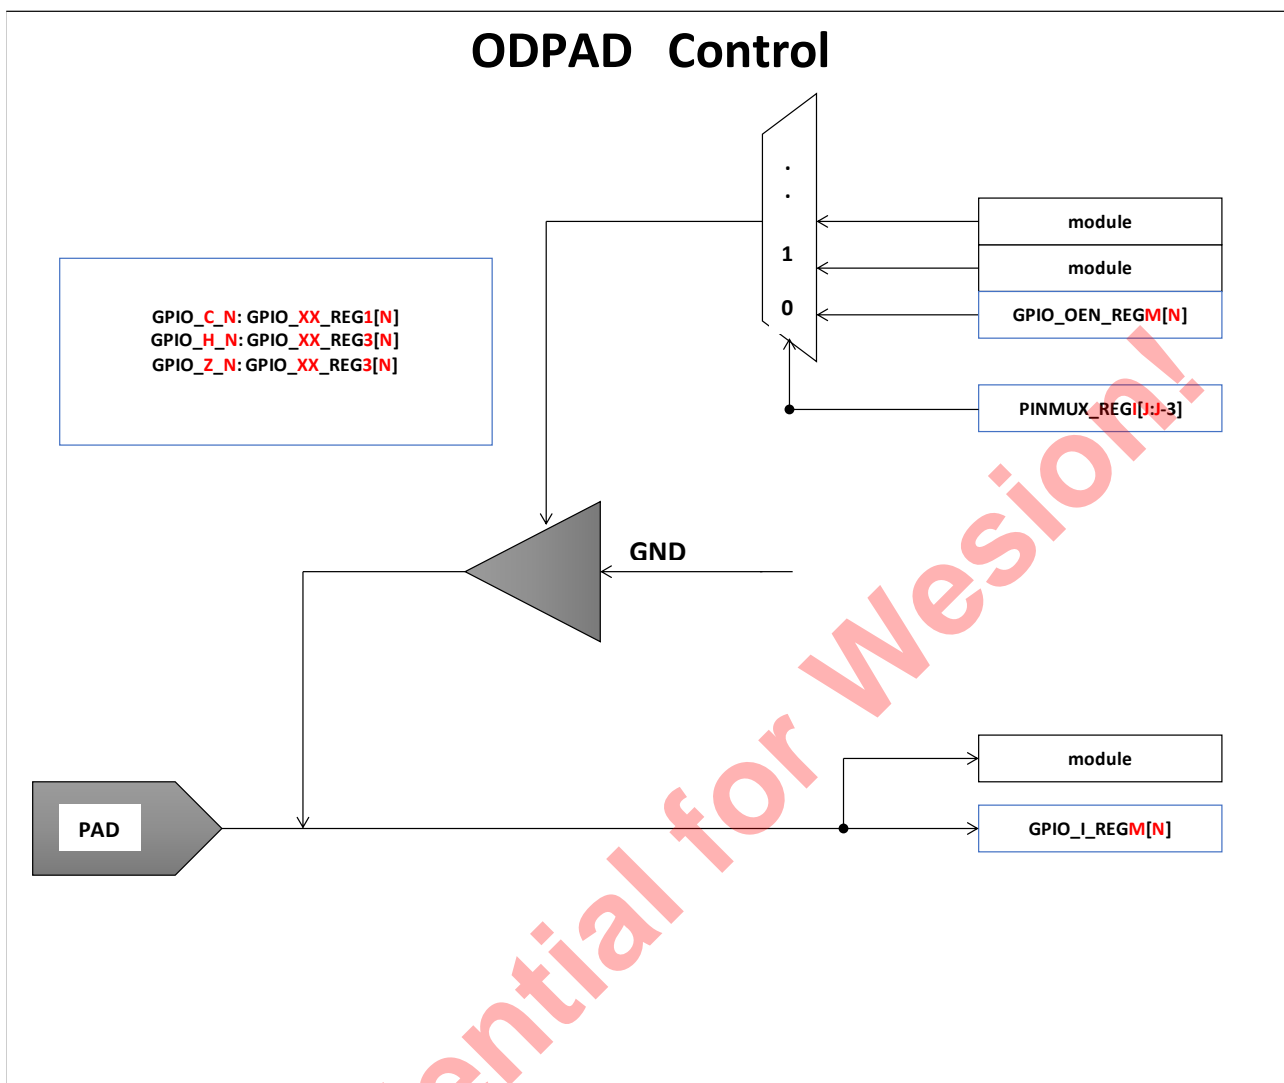 ODPAD Control
.
.
1
0
module
module
GPIO_OEN_REGM[N]
PINMUX_REGI[J:J-3]
GPIO_C_N: GPIO_XX_REG1[N]
GPIO_H_N: GPIO_XX_REG3[N]
GPIO_Z_N: GPIO_XX_REG3[N]
GND
module
PAD
GPIO_I_REGM[N]
ential for Wesion!